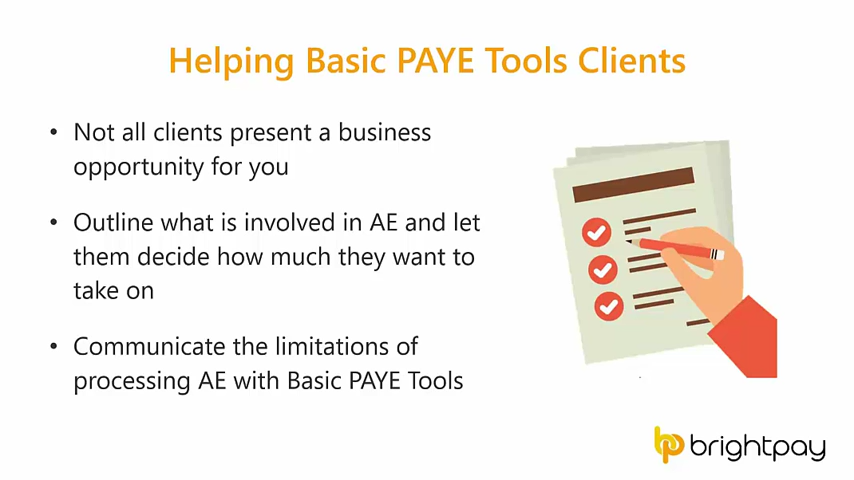 Helping Basic PAYE Tools Clients
• Not all clients present a business
opportunity for you
• Outline what is involved in AE and let
them decide how much they want to
take on
• Communicate the limitations of
processing AE with Basic PAYE Tools
bp brightpay